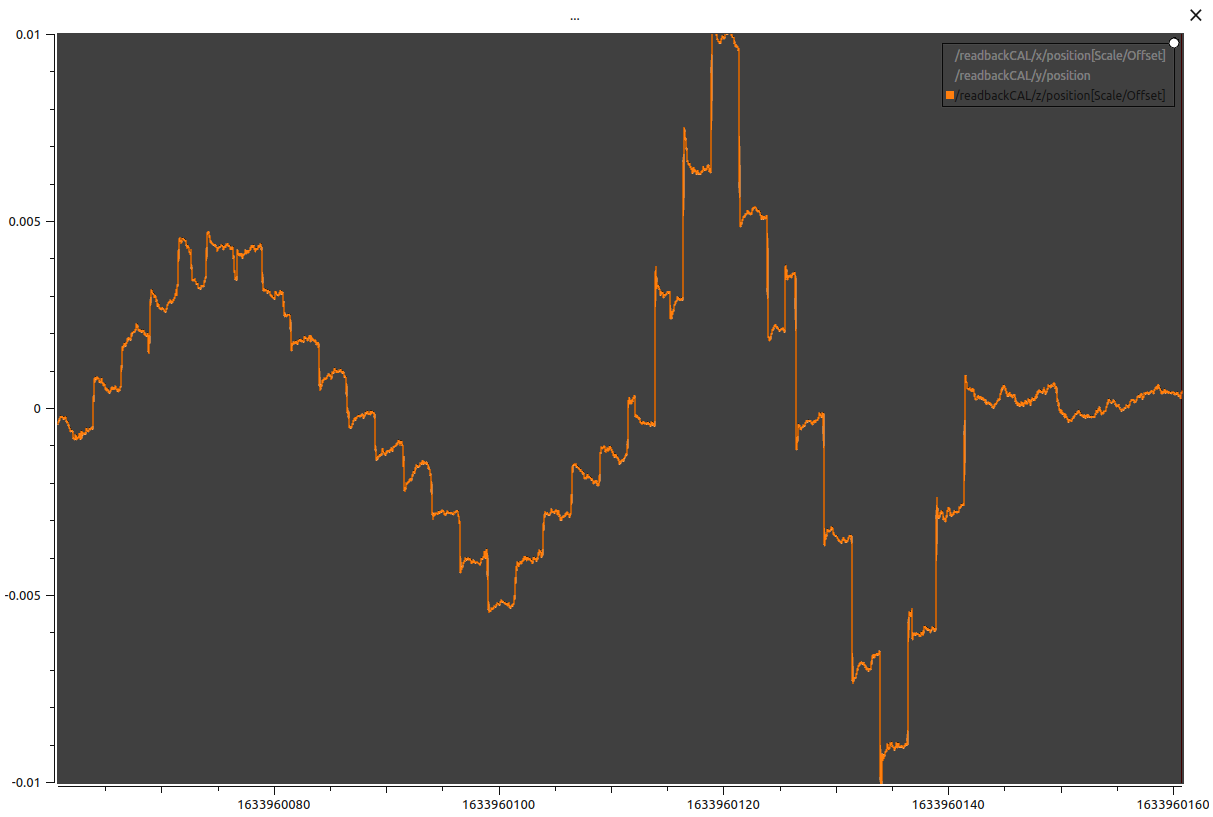 ...
0.01
/readbackCAL/x/position[Scale/Offset]
/readbackCAL/y/position
/readbackCAL/z/position[Scale/Offset]
0.005
0
-0.005
-0.01
1633960080 1633960100 1633960120 1633960140 1633960160